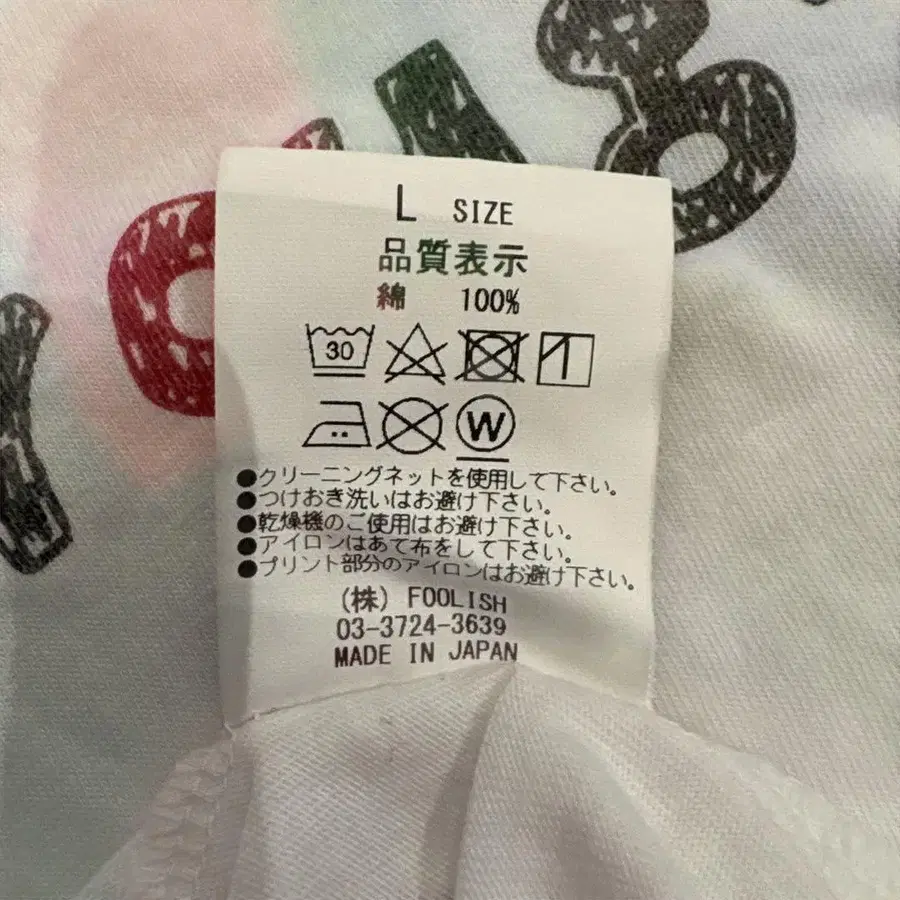 L SIZE
品質表示
綿 100%
30
W
●クリーニングネットを使用して下さい。
●つけおき洗いはお避け下さい。
●乾燥機のご使用はお避け下さい。
●アイロンはあて布をして下さい。
●プリント部分のアイロンはお避け下さい。
(株) FOOLISH
03-3724-3639
MADE IN JAPAN